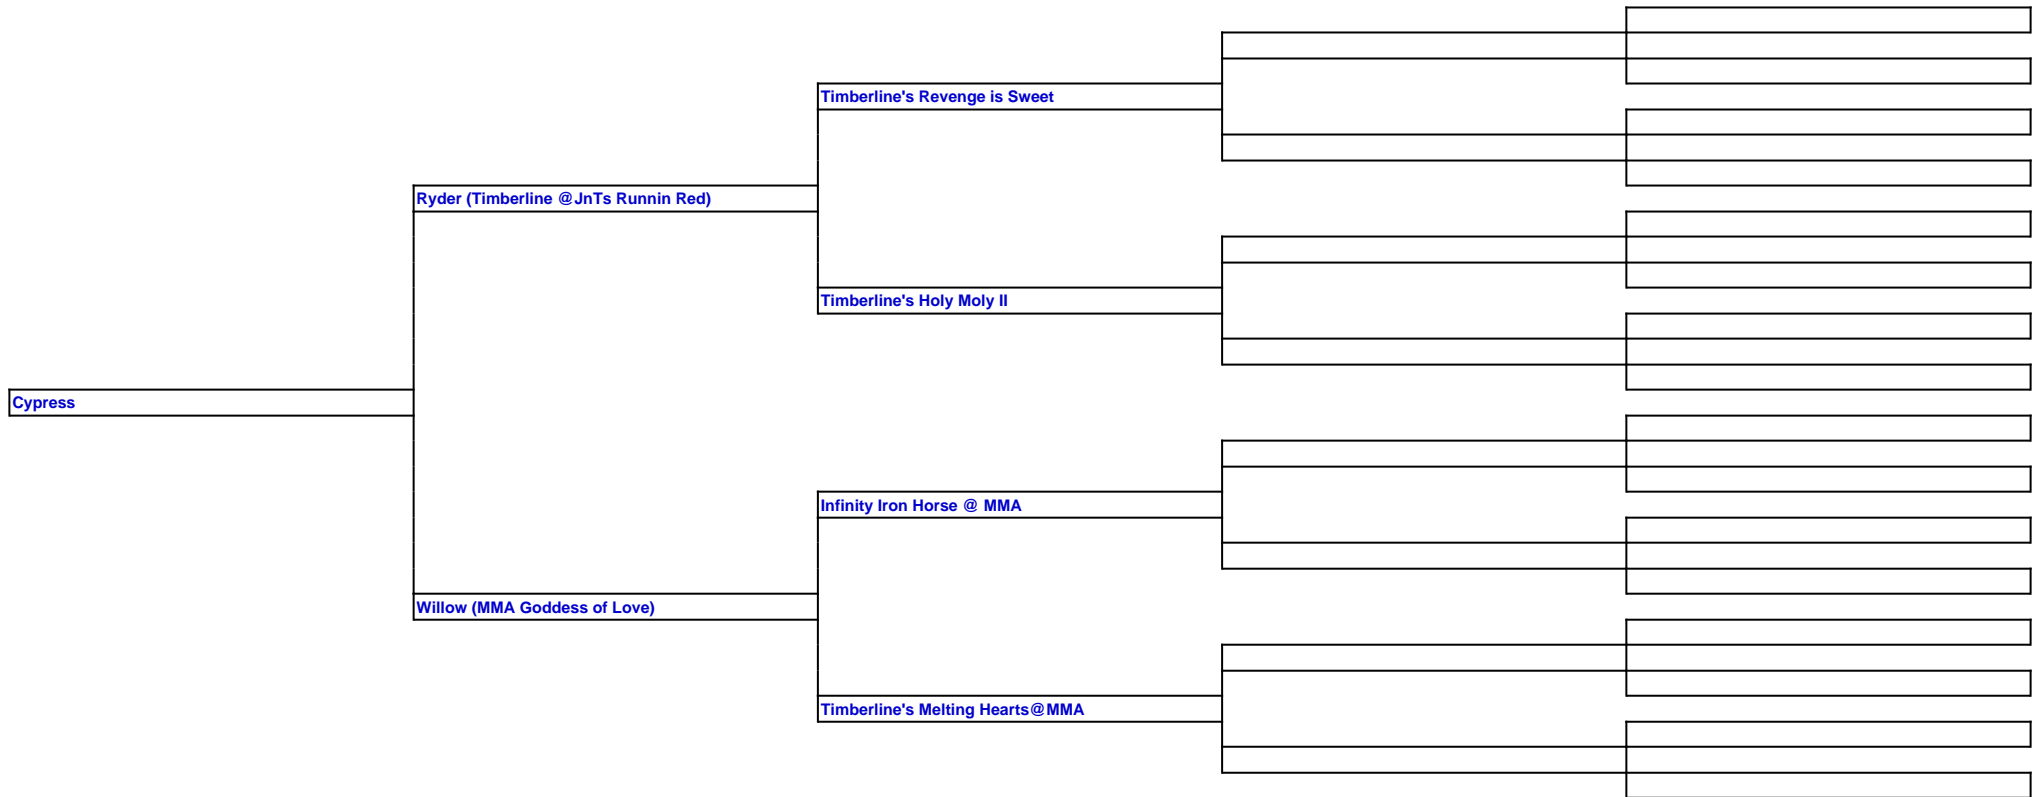 Timberline's Revenge is Sweet
Ryder (Timberline @JnTs Runnin Red)
Timberline's Holy Moly II
Cypress
Infinity Iron Horse @ MMA
Willow (MMA Goddess of Love)
Timberline's Melting Hearts@MMA